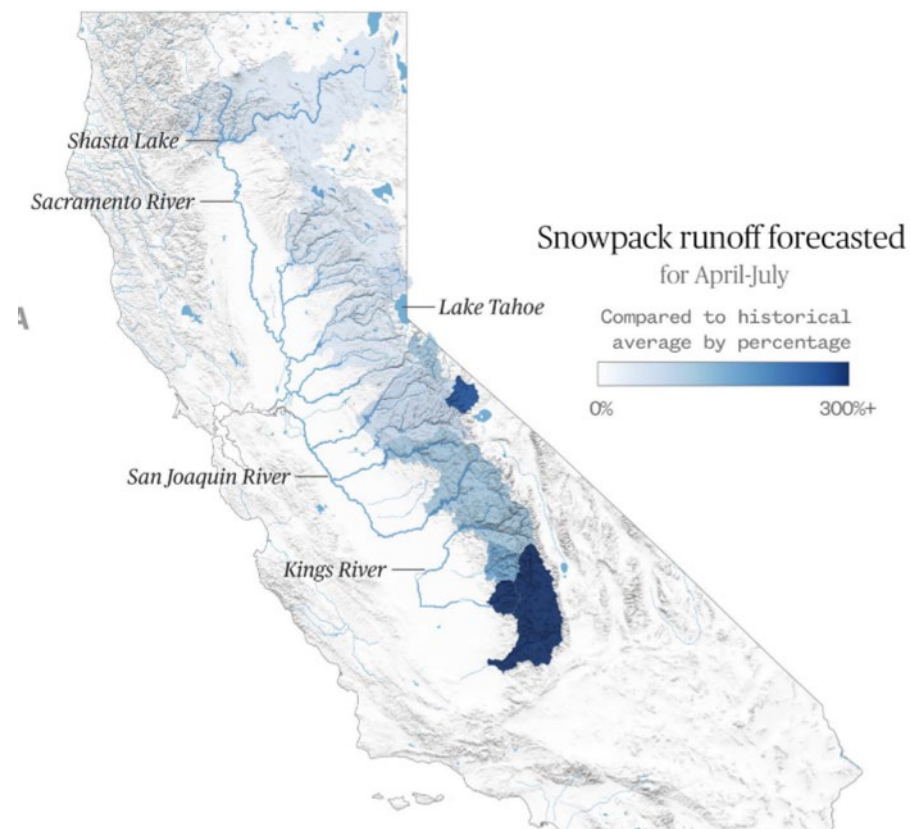 Shasta Lake
Sacramento River
Snowpack runoff forecasted
for April-July
Lake Tahoe
Compared to historical
average by percentage
A
0%
300%+
San Joaquin River
Kings River